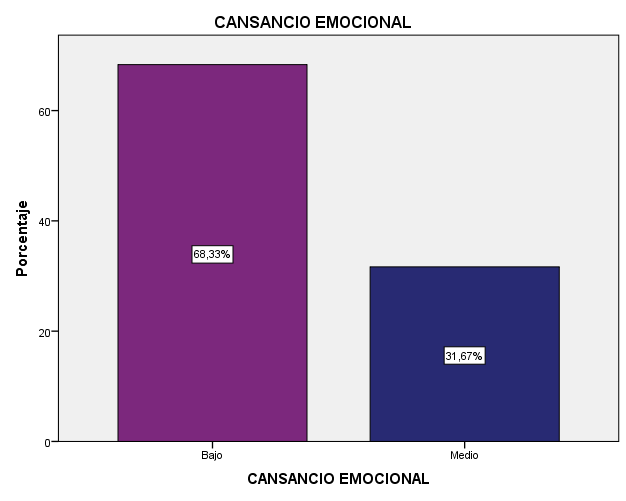 CANSANCIO EMOCIONAL
Porcentaje
60
40
20
0
68,33%
31,67%
Bajo
Medio
CANSANCIO EMOCIONAL